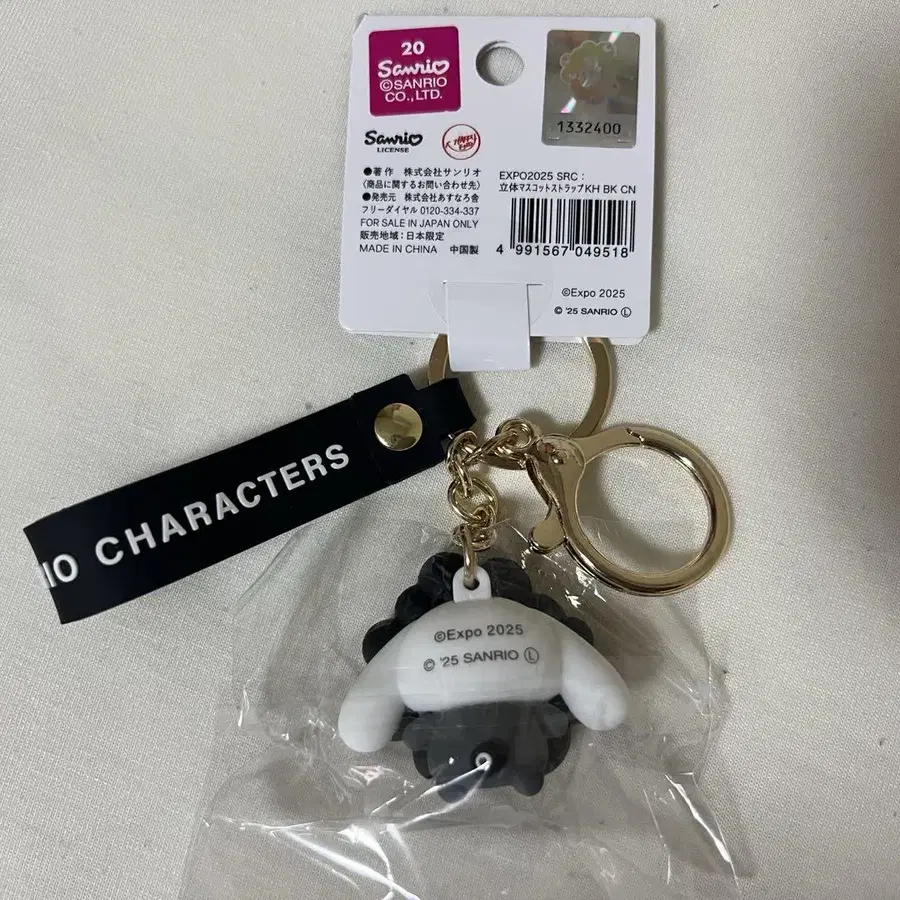 20
Sanrio
©SANRIO
CO.,LTD.
1332400
Sanrio
LICENSE
●著作 株式会社サンリオ
(商品に関するお問い合わせ先)
●発売元 株式会社あすなろ舎
フリーダイヤル 0120-334-337
FOR SALE IN JAPAN ONLY
販売地域:日本限定
MADE IN CHINA 中国製
EXPO2025 SRC:
立体マスコットストラップKH BK CN
4 991567 049518
©Expo 2025
© '25 SANRIO Ⓛ
IO CHARACTERS
©Expo 2025
© '25 SANRIO Ⓛ